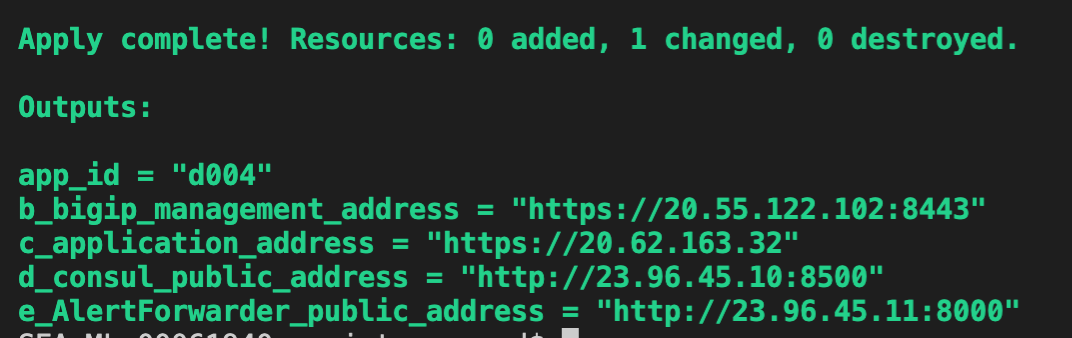 Apply complete! Resources: 0 added, 1 changed, 0 destroyed.
Outputs:
app_id = "d004"
b_bigip_management_address = "https://20.55.122.102:8443"
c_application_address = "https://20.62.163.32"
d_consul_public_address = "http://23.96.45.10:8500"
e_AlertForwarder_public_address = "http://23.96.45.11:8000"